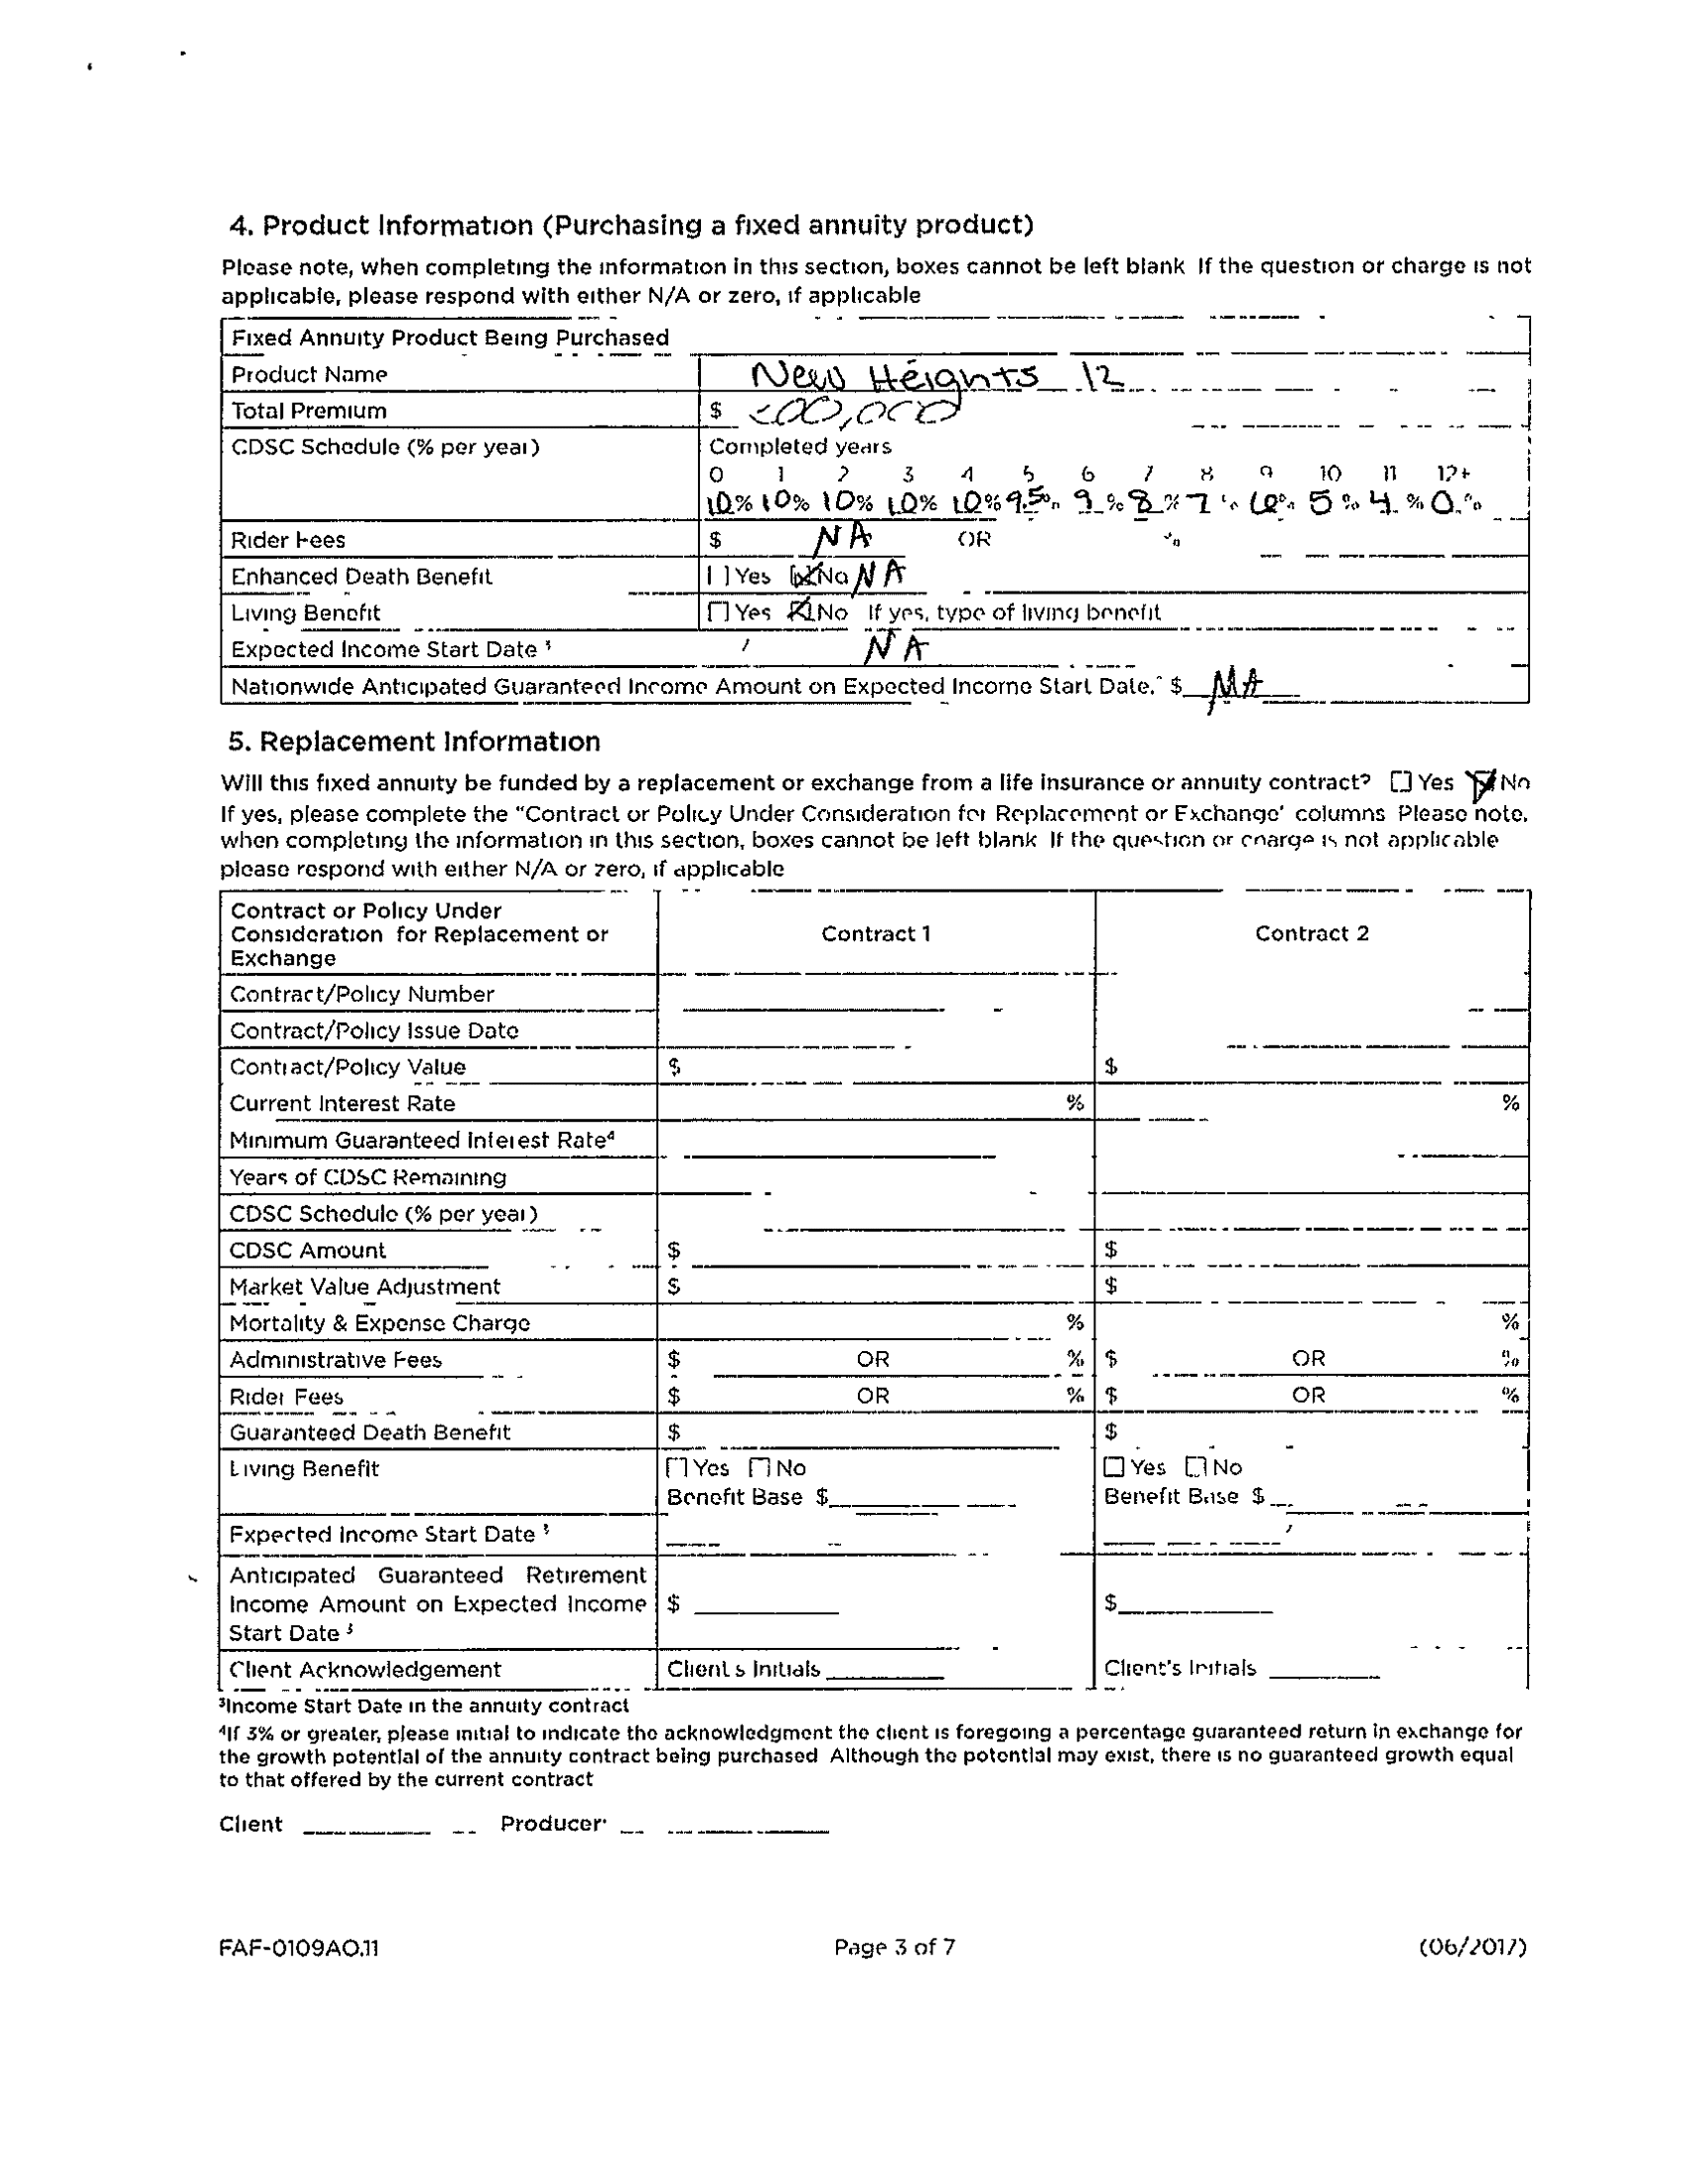 4. Product Information (Purchasing a fixed annuity product)
Please note, when completing the information in this section, boxes cannot be left blank If the question or charge is not
applicable, please respond with either N/A or zero, if applicable
Fixed Annuity Product Being Purchased
Product Name New Heights 12
Total Premium $ 00,000
CDSC Schedule (% per year) Completed years
0 1 2 3 4 5 6 7 8 9 10 11 12+
10% 10% 10% 10% 10% 9.5% 9% 8% 7% 6% 5% 4% 0%
Rider Fees $ NA OR %
Enhanced Death Benefit Yes No NA
Living Benefit Yes No If yes, type of living benefit
Expected Income Start Date ³ / NA
Nationwide Anticipated Guaranteed Income Amount on Expected Income Start Date. $ NA
5. Replacement Information
Will this fixed annuity be funded by a replacement or exchange from a life insurance or annuity contract? Yes No
If yes, please complete the "Contract or Policy Under Consideration for Replacement or Exchange' columns Please note,
when completing the information in this section, boxes cannot be left blank If the question or charge is not applicable
please respond with either N/A or zero, if applicable
Contract or Policy Under
Consideration for Replacement or
Exchange
Contract 1 Contract 2
Contract/Policy Number
Contract/Policy Issue Date
Contract/Policy Value $ $
Current Interest Rate % %
Minimum Guaranteed Interest Rate⁴
Years of CDSC Remaining
CDSC Schedule (% per year)
CDSC Amount $ $
Market Value Adjustment $ $
Mortality & Expense Charge % %
Administrative Fees $ OR % $ OR %
Rider Fees $ OR % $ OR %
Guaranteed Death Benefit $ $
Living Benefit Yes No Yes No
Benefit Base $ Benefit Base $
Expected Income Start Date ³
Anticipated Guaranteed Retirement
Income Amount on Expected Income $ $
Start Date ³
Client Acknowledgement Client s Initials Client's Initials
³Income Start Date in the annuity contract
⁴If 3% or greater, please initial to indicate the acknowledgment the client is foregoing a percentage guaranteed return in exchange for
the growth potential of the annuity contract being purchased Although the potential may exist, there is no guaranteed growth equal
to that offered by the current contract
Client Producer
FAF-0109AO.11 Page 3 of 7 (06/2017)